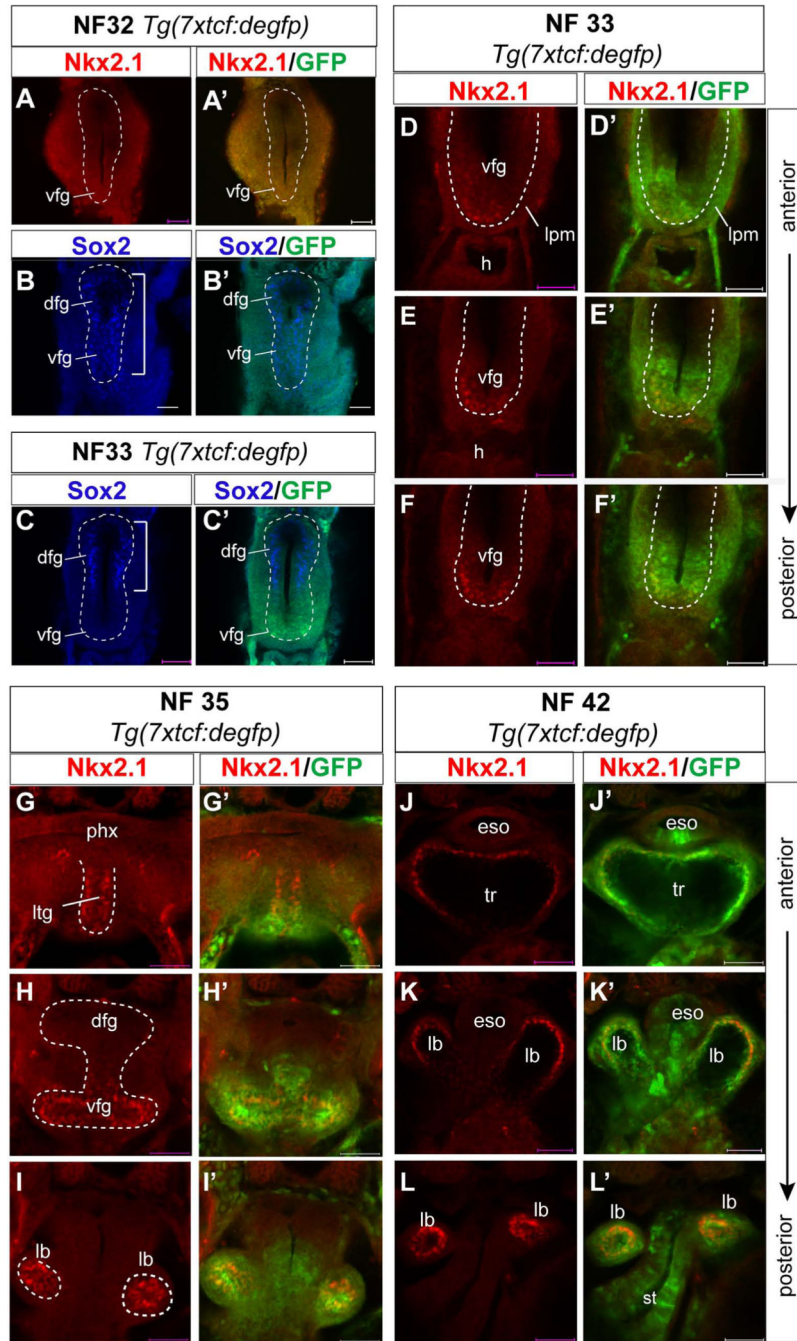 NF32 Tg(7xtcf:degfp)
Nkx2.1 Nkx2.1/GFP
A A'
vfg vfg
Sox2 Sox2/GFP
B B'
dfg dfg
vfg vfg
NF33 Tg(7xtcf:degfp)
Sox2 Sox2/GFP
C C'
dfg dfg
vfg vfg
NF 33
Tg(7xtcf:degfp)
Nkx2.1 Nkx2.1/GFP
D D'
vfg
lpm lpm
h
E E'
vfg
h
F F'
vfg
anterior
posterior
NF 35
Tg(7xtcf:degfp)
Nkx2.1 Nkx2.1/GFP
G G'
phx
ltg
H H'
dfg
vfg
I I'
lb lb
NF 42
Tg(7xtcf:degfp)
Nkx2.1 Nkx2.1/GFP
J J'
eso eso
tr tr
K K'
eso eso
lb lb lb lb
L L'
lb lb lb lb
st
anterior
posterior